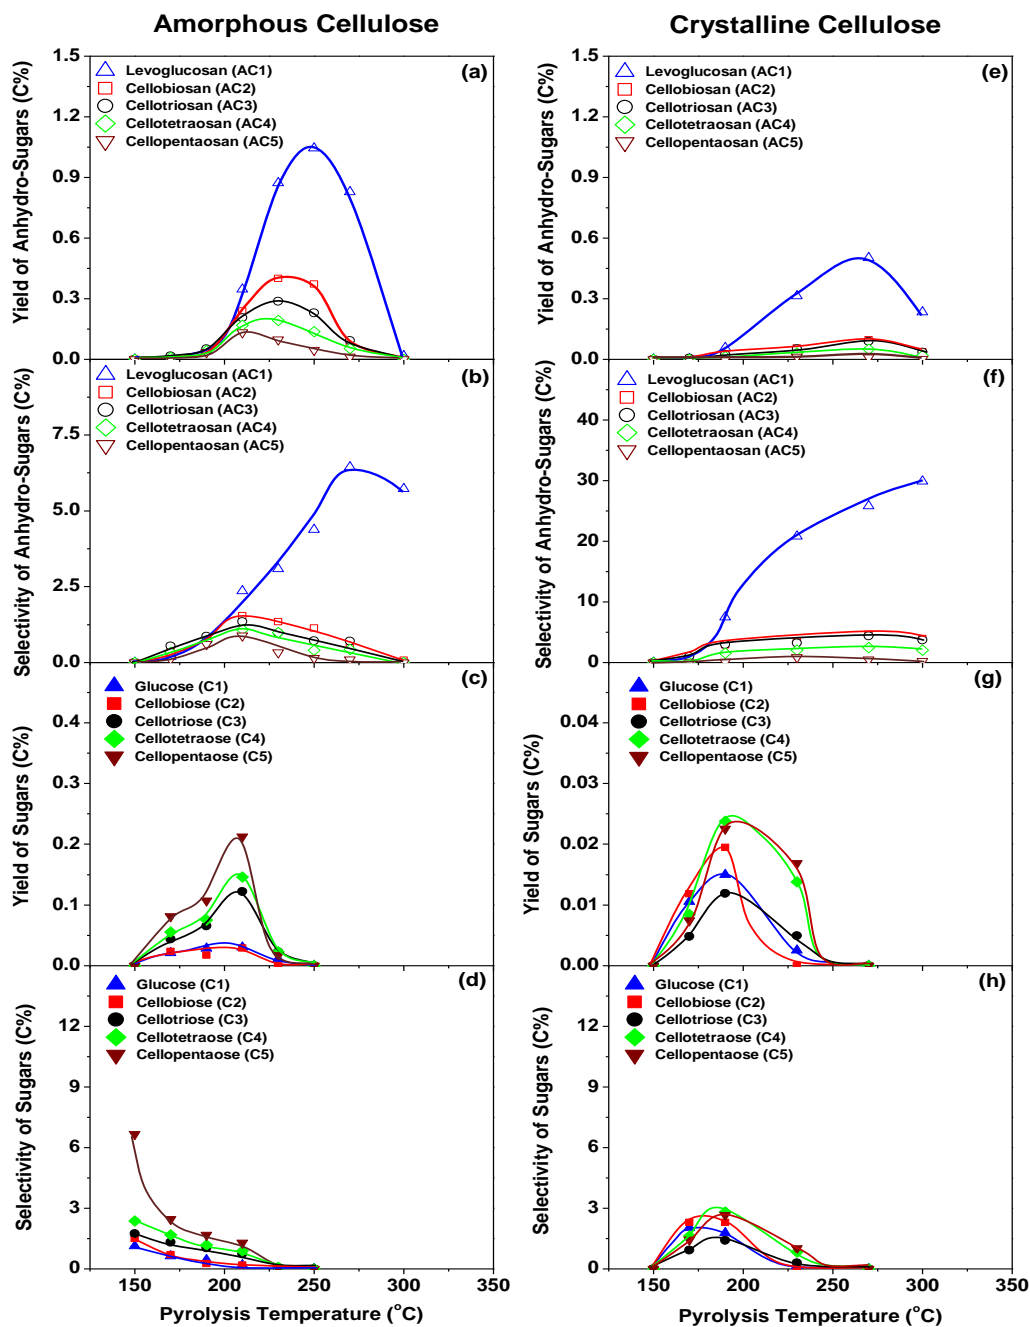 Amorphous Cellulose
Crystalline Cellulose
Yield of Anhydro-Sugars (C%)
1.5
1.2
0.9
0.6
0.3
0.0
Levoglucosan (AC1)
Cellobiosan (AC2)
Cellotriosan (AC3)
Cellotetraosan (AC4)
Cellopentaosan (AC5)
(a)
Yield of Anhydro-Sugars (C%)
1.5
1.2
0.9
0.6
0.3
0.0
Levoglucosan (AC1)
Cellobiosan (AC2)
Cellotriosan (AC3)
Cellotetraosan (AC4)
Cellopentaosan (AC5)
(e)
Selectivity of Anhydro-Sugars (C%)
7.5
5.0
2.5
0.0
Levoglucosan (AC1)
Cellobiosan (AC2)
Cellotriosan (AC3)
Cellotetraosan (AC4)
Cellopentaosan (AC5)
(b)
Selectivity of Anhydro-Sugars (C%)
40
30
20
10
0
Levoglucosan (AC1)
Cellobiosan (AC2)
Cellotriosan (AC3)
Cellotetraosan (AC4)
Cellopentaosan (AC5)
(f)
Yield of Sugars (C%)
0.4
0.3
0.2
0.1
0.0
Glucose (C1)
Cellobiose (C2)
Cellotriose (C3)
Cellotetraose (C4)
Cellopentaose (C5)
(c)
Yield of Sugars (C%)
0.04
0.03
0.02
0.01
0.00
Glucose (C1)
Cellobiose (C2)
Cellotriose (C3)
Cellotetraose (C4)
Cellopentaose (C5)
(g)
Selectivity of Sugars (C%)
12
9
6
3
0
Glucose (C1)
Cellobiose (C2)
Cellotriose (C3)
Cellotetraose (C4)
Cellopentaose (C5)
(d)
150 200 250 300 350
Pyrolysis Temperature (°C)
Selectivity of Sugars (C%)
12
9
6
3
0
Glucose (C1)
Cellobiose (C2)
Cellotriose (C3)
Cellotetraose (C4)
Cellopentaose (C5)
(h)
150 200 250 300 350
Pyrolysis Temperature (°C)